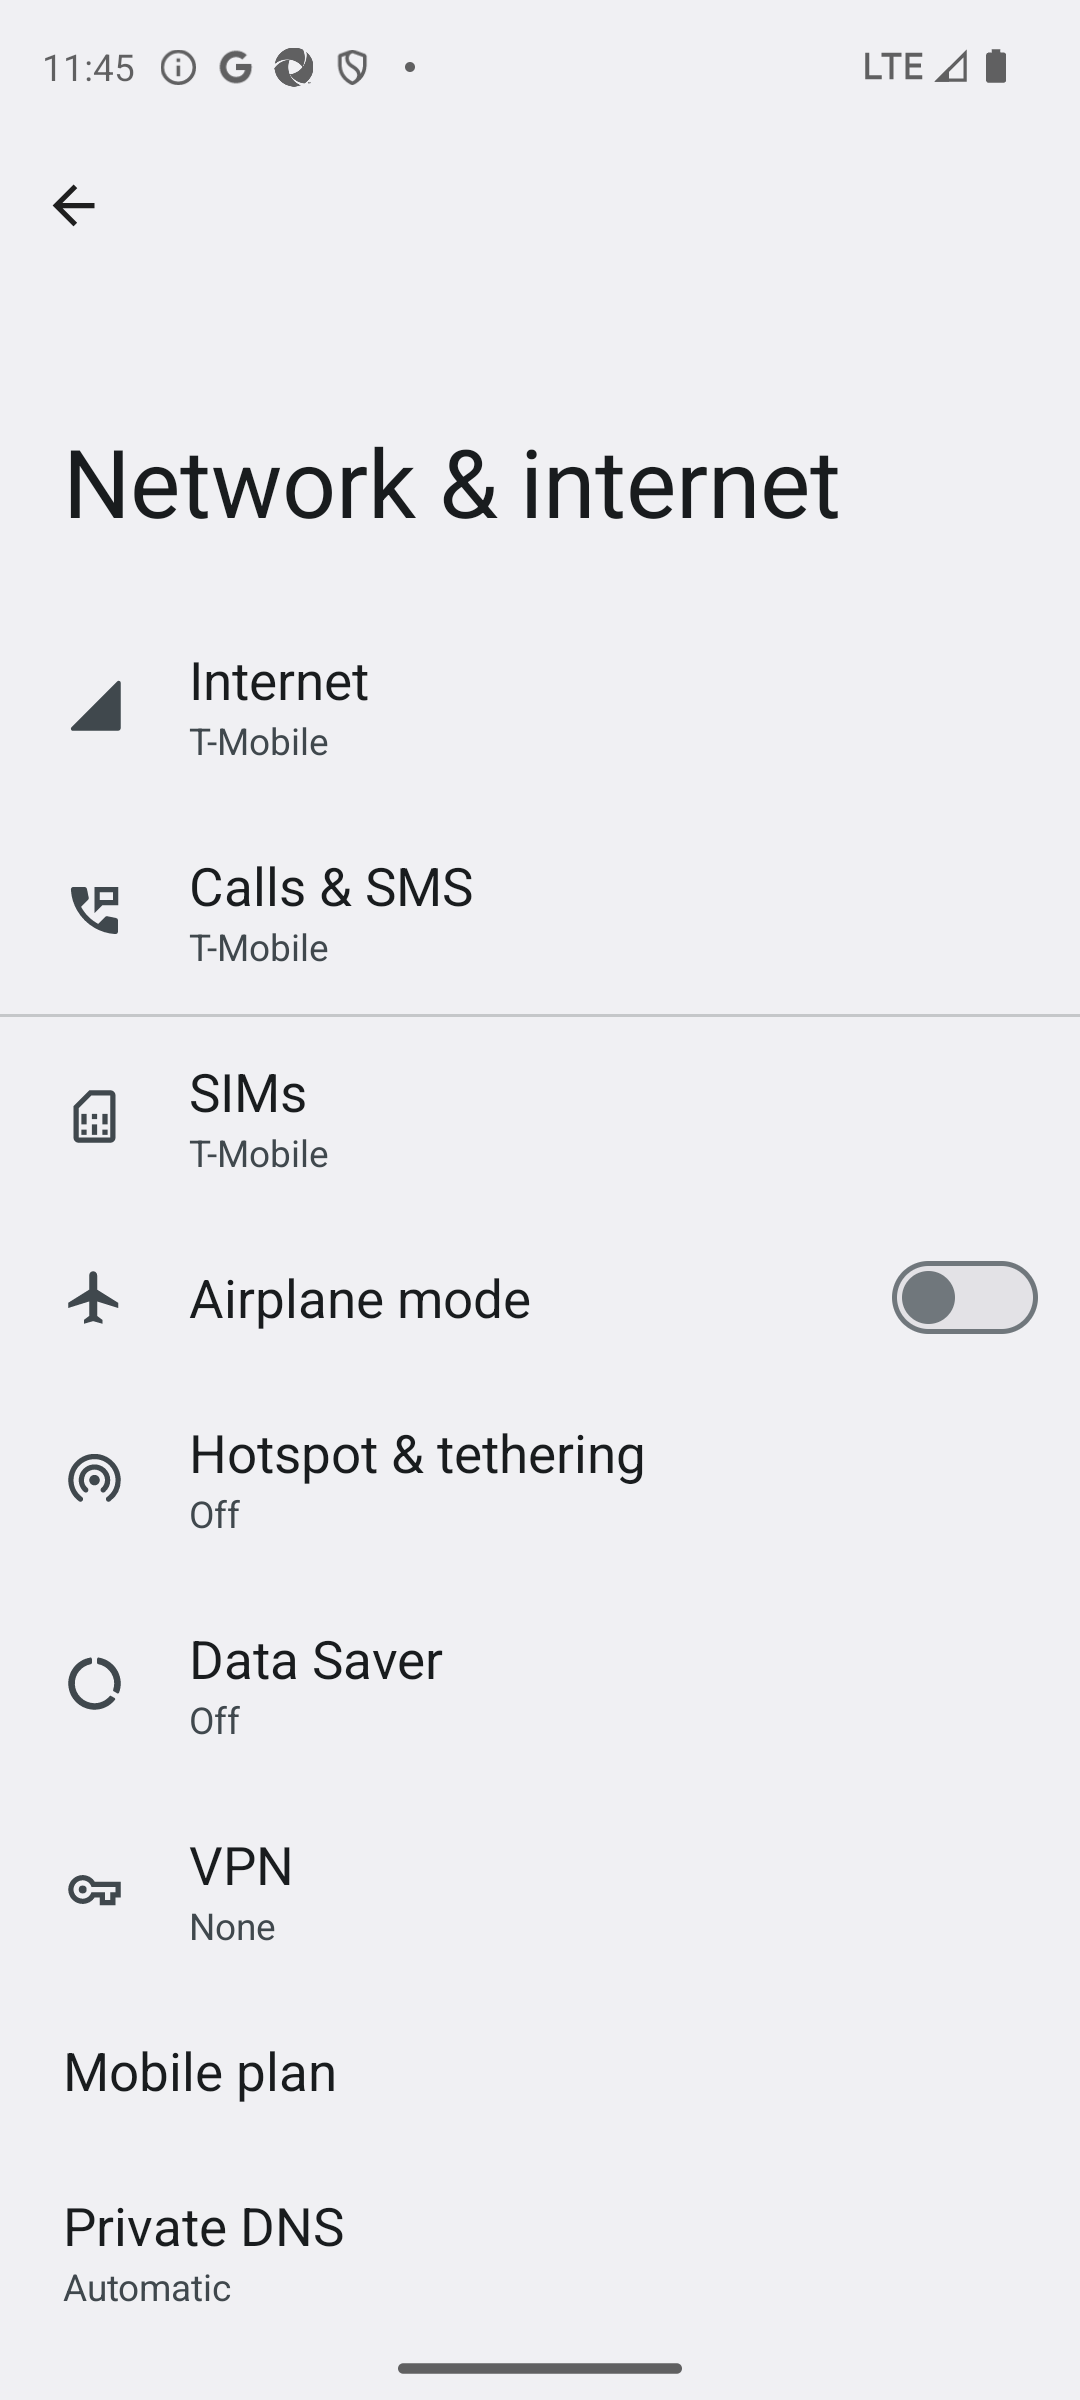 11:45
LTE
Network & internet
Internet
T-Mobile
Calls & SMS
T-Mobile
SIMs
T-Mobile
Airplane mode
Hotspot & tethering
Off
Data Saver
Off
VPN
None
Mobile plan
Private DNS
Automatic